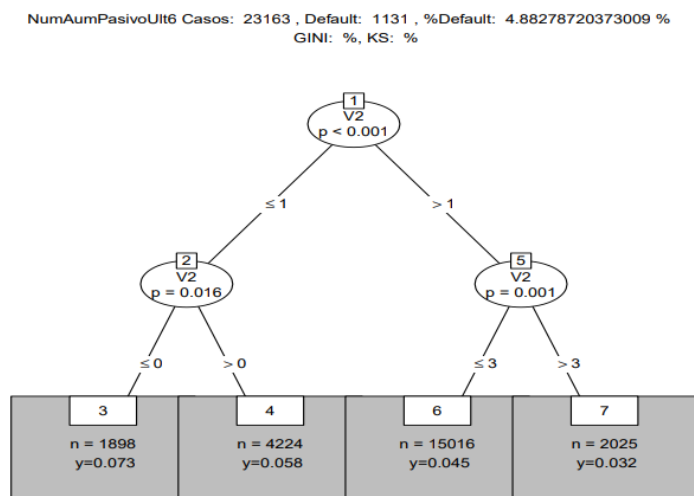 NumAumPasivoUlt6 Casos: 23163 , Default: 1131 , %Default: 4.88278720373009 %
GINI: %, KS: %
1
V2
p < 0.001
≤ 1
> 1
2
V2
p = 0.016
5
V2
p = 0.001
≤ 0
> 0
≤ 3
> 3
3
4
6
7
n = 1898
y=0.073
n = 4224
y=0.058
n = 15016
y=0.045
n = 2025
y=0.032